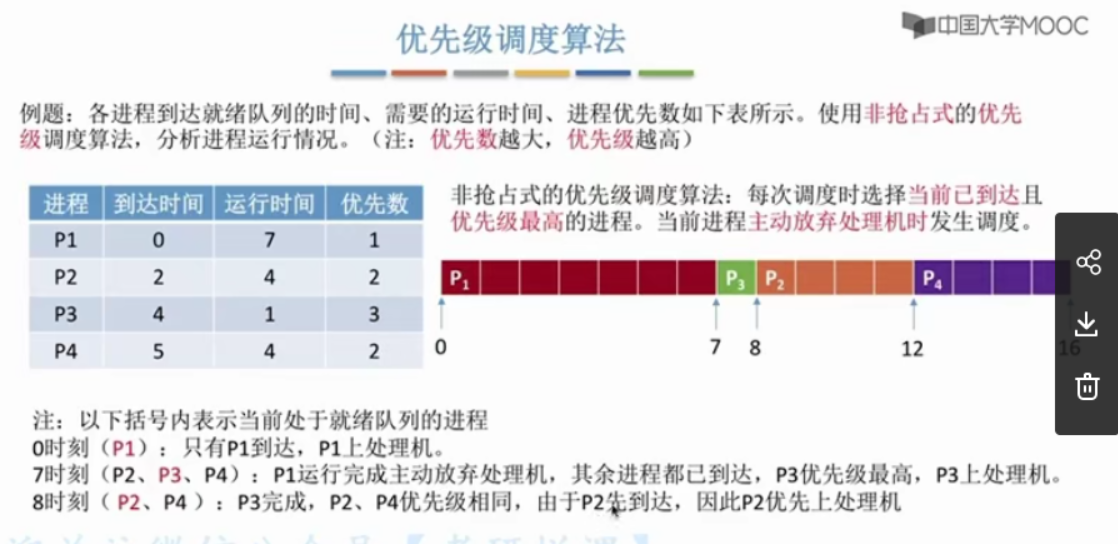 中国大学MOOC
优先级调度算法
例题：各进程到达就绪队列的时间、需要的运行时间、进程优先数如下表所示。使用非抢占式的优先
级调度算法，分析进程运行情况。（注：优先数越大，优先级越高）
进程 到达时间 运行时间 优先数
P1 0 7 1
P2 2 4 2
P3 4 1 3
P4 5 4 2
非抢占式的优先级调度算法：每次调度时选择当前已到达且
优先级最高的进程。当前进程主动放弃处理机时发生调度。
P₁ P₃ P₂ P₄
0 7 8 12 16
注：以下括号内表示当前处于就绪队列的进程
0时刻（P1）：只有P1到达，P1上处理机。
7时刻（P2、P3、P4）：P1运行完成主动放弃处理机，其余进程都已到达，P3优先级最高，P3上处理机。
8时刻（P2、P4）：P3完成，P2、P4优先级相同，由于P2先到达，因此P2优先上处理机